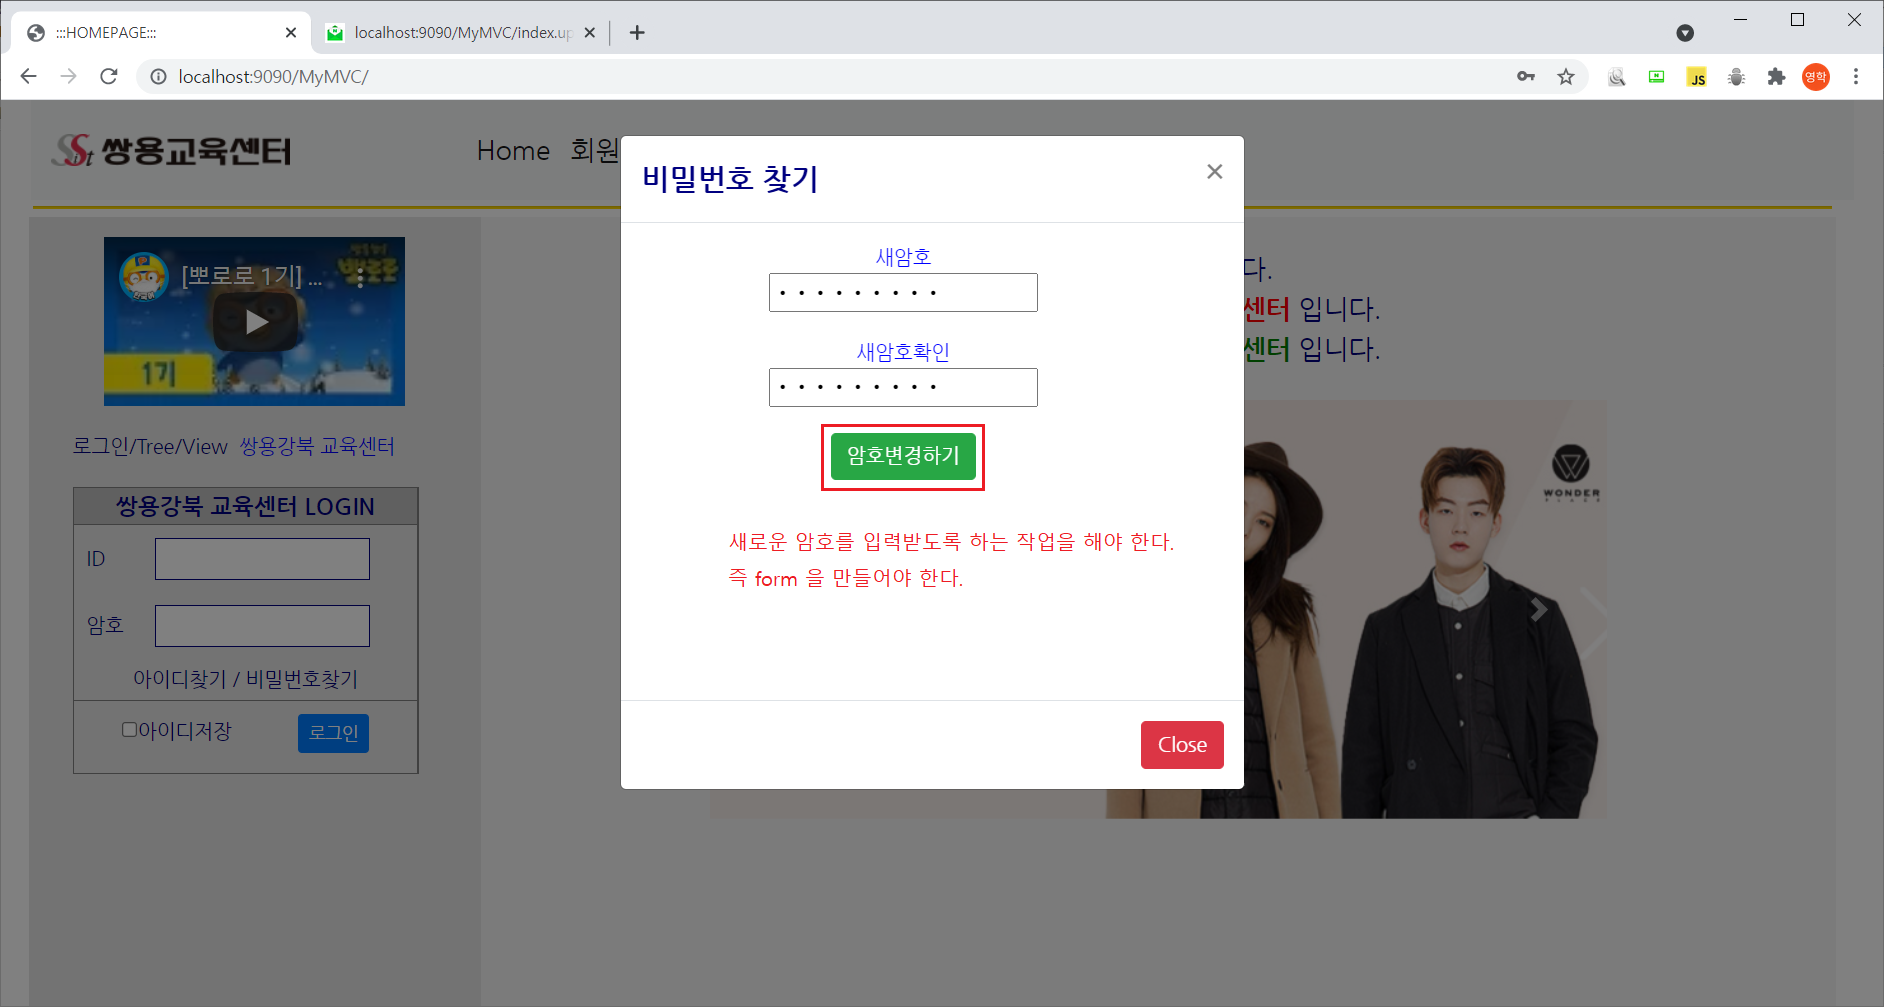 :::HOMEPAGE:::
localhost:9090/MyMVC/index.up
localhost:9090/MyMVC/
JS
영학
Sist 쌍용교육센터
Home 회원
비밀번호 찾기
×
[뽀로로 1기] ...
1기
새암호
• • • • • • • • •
새암호확인
• • • • • • • • •
암호변경하기
새로운 암호를 입력받도록 하는 작업을 해야 한다.
즉 form 을 만들어야 한다.
Close
다.
센터 입니다.
센터 입니다.
WONDER
PLACE
로그인/Tree/View 쌍용강북 교육센터
쌍용강북 교육센터 LOGIN
ID
암호
아이디찾기 / 비밀번호찾기
아이디저장
로그인